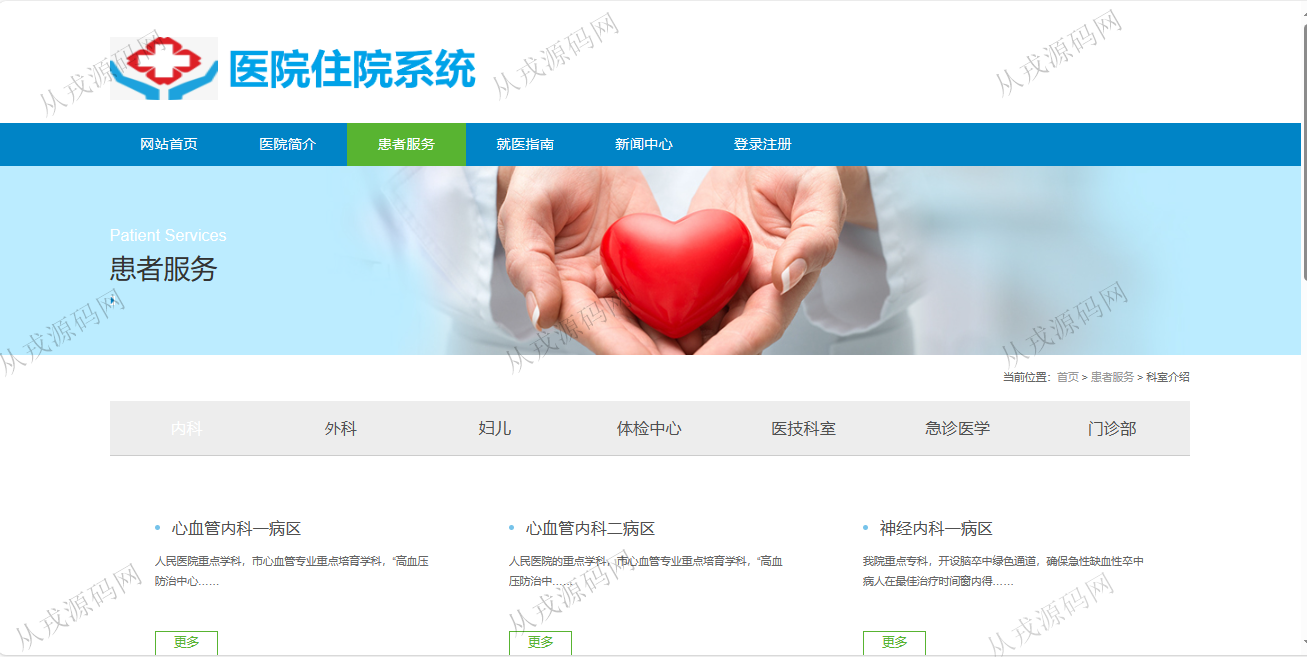 医院住院系统
网站首页 医院简介 患者服务 就医指南 新闻中心 登录注册
Patient Services
患者服务
当前位置：首页 > 患者服务 > 科室介绍
内科 外科 妇儿 体检中心 医技科室 急诊医学 门诊部
心血管内科一病区
人民医院重点学科，市心血管专业重点培育学科，“高血压
防治中心……
更多
心血管内科二病区
人民医院的重点学科，市心血管专业重点培育学科，“高血
压防治中……
更多
神经内科一病区
我院重点专科，开设脑卒中绿色通道，确保急性缺血性卒中
病人在最佳治疗时间窗内得……
更多
从戎源码网
从戎源码网
从戎源码网
从戎源码网
从戎源码网
从戎源码网
从戎源码网
从戎源码网
从戎源码网